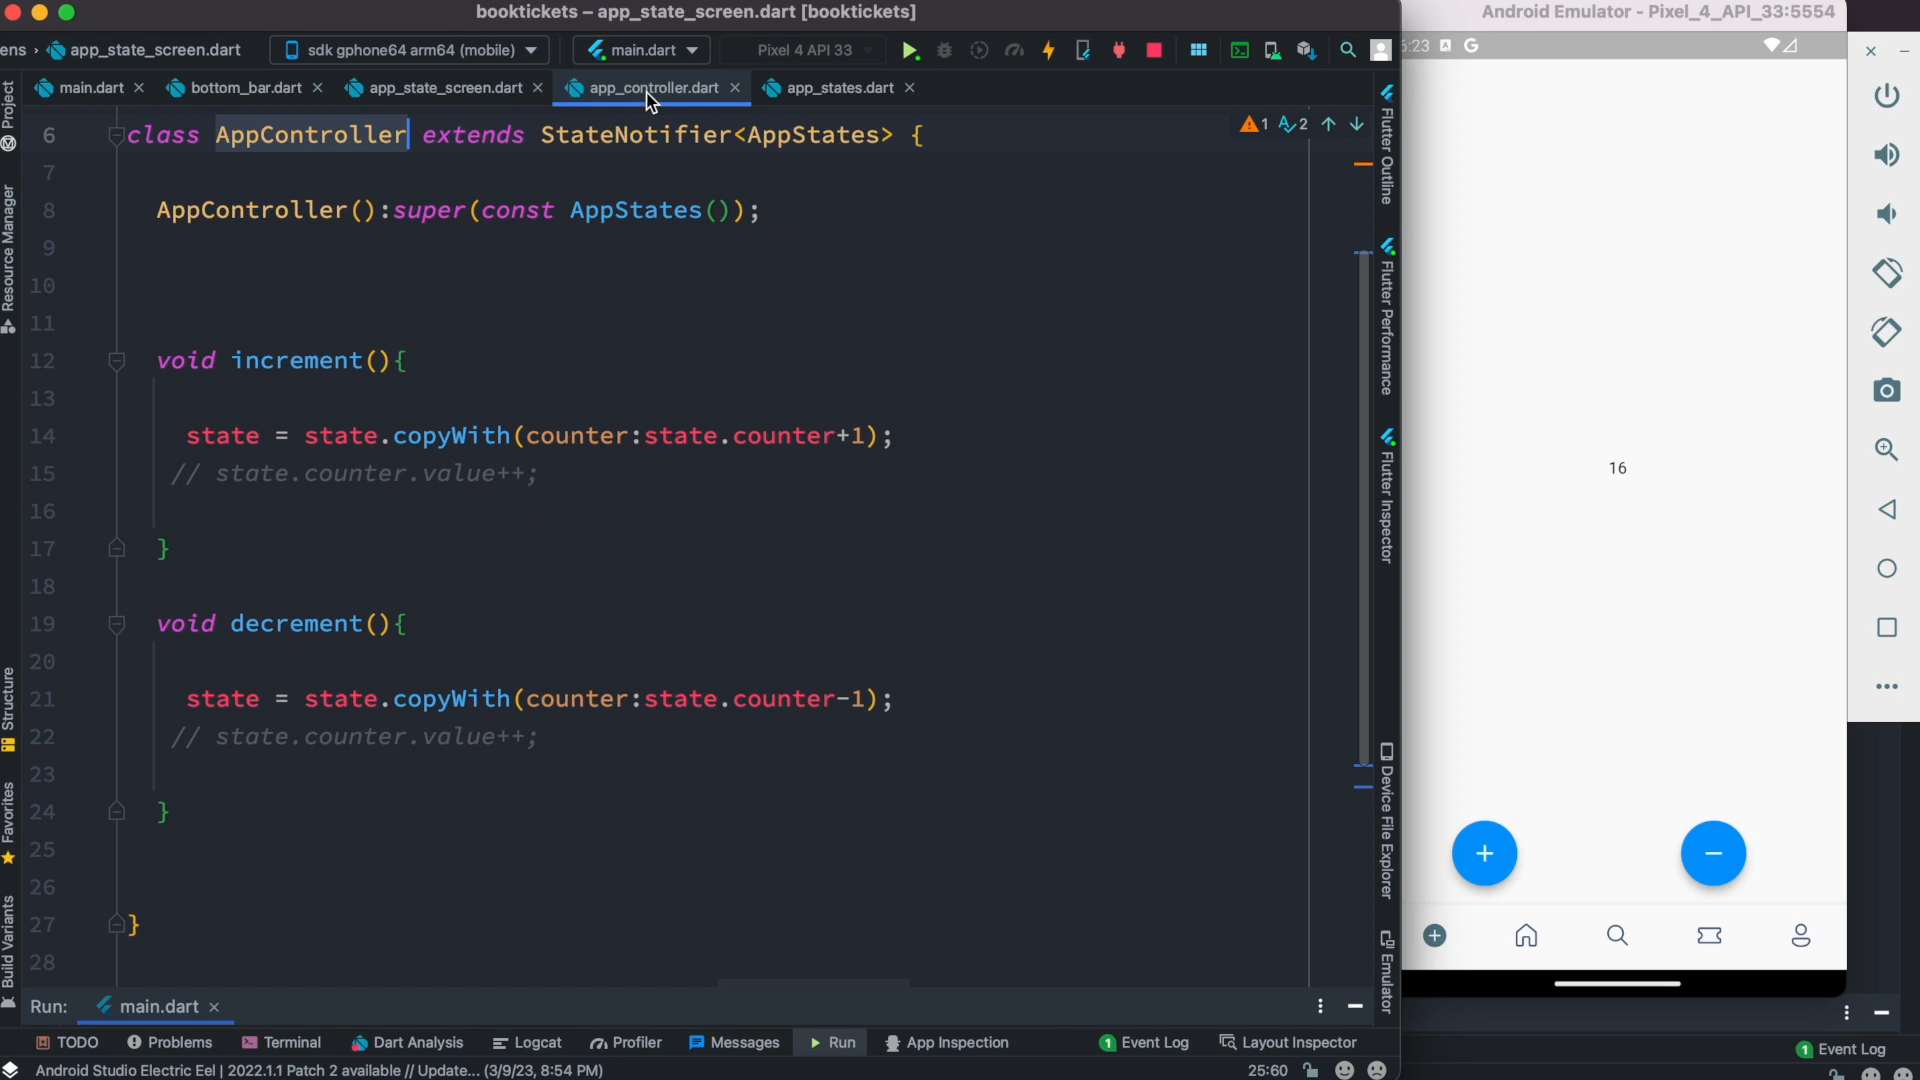 booktickets – app_state_screen.dart [booktickets]
Android Emulator - Pixel_4_API_33:5554
ens › app_state_screen.dart
sdk gphone64 arm64 (mobile)
main.dart
Pixel 4 API 33
:23
main.dart
bottom_bar.dart
app_state_screen.dart
app_controller.dart
app_states.dart
1 2
6 class AppController extends StateNotifier<AppStates> {
7
8 AppController():super(const AppStates());
9
10
11
12 void increment(){
13
14 state = state.copyWith(counter:state.counter+1);
15 // state.counter.value++;
16
17 }
18
19 void decrement(){
20
21 state = state.copyWith(counter:state.counter-1);
22 // state.counter.value++;
23
24 }
25
26
27 }
28
Project
Resource Manager
Structure
Favorites
Build Variants
Flutter Outline
Flutter Performance
Flutter Inspector
Device File Explorer
Emulator
16
+
−
Run: main.dart
TODO
Problems
Terminal
Dart Analysis
Logcat
Profiler
Messages
Run
App Inspection
1 Event Log
Layout Inspector
1 Event Log
Android Studio Electric Eel | 2022.1.1 Patch 2 available // Update... (3/9/23, 8:54 PM)
25:60